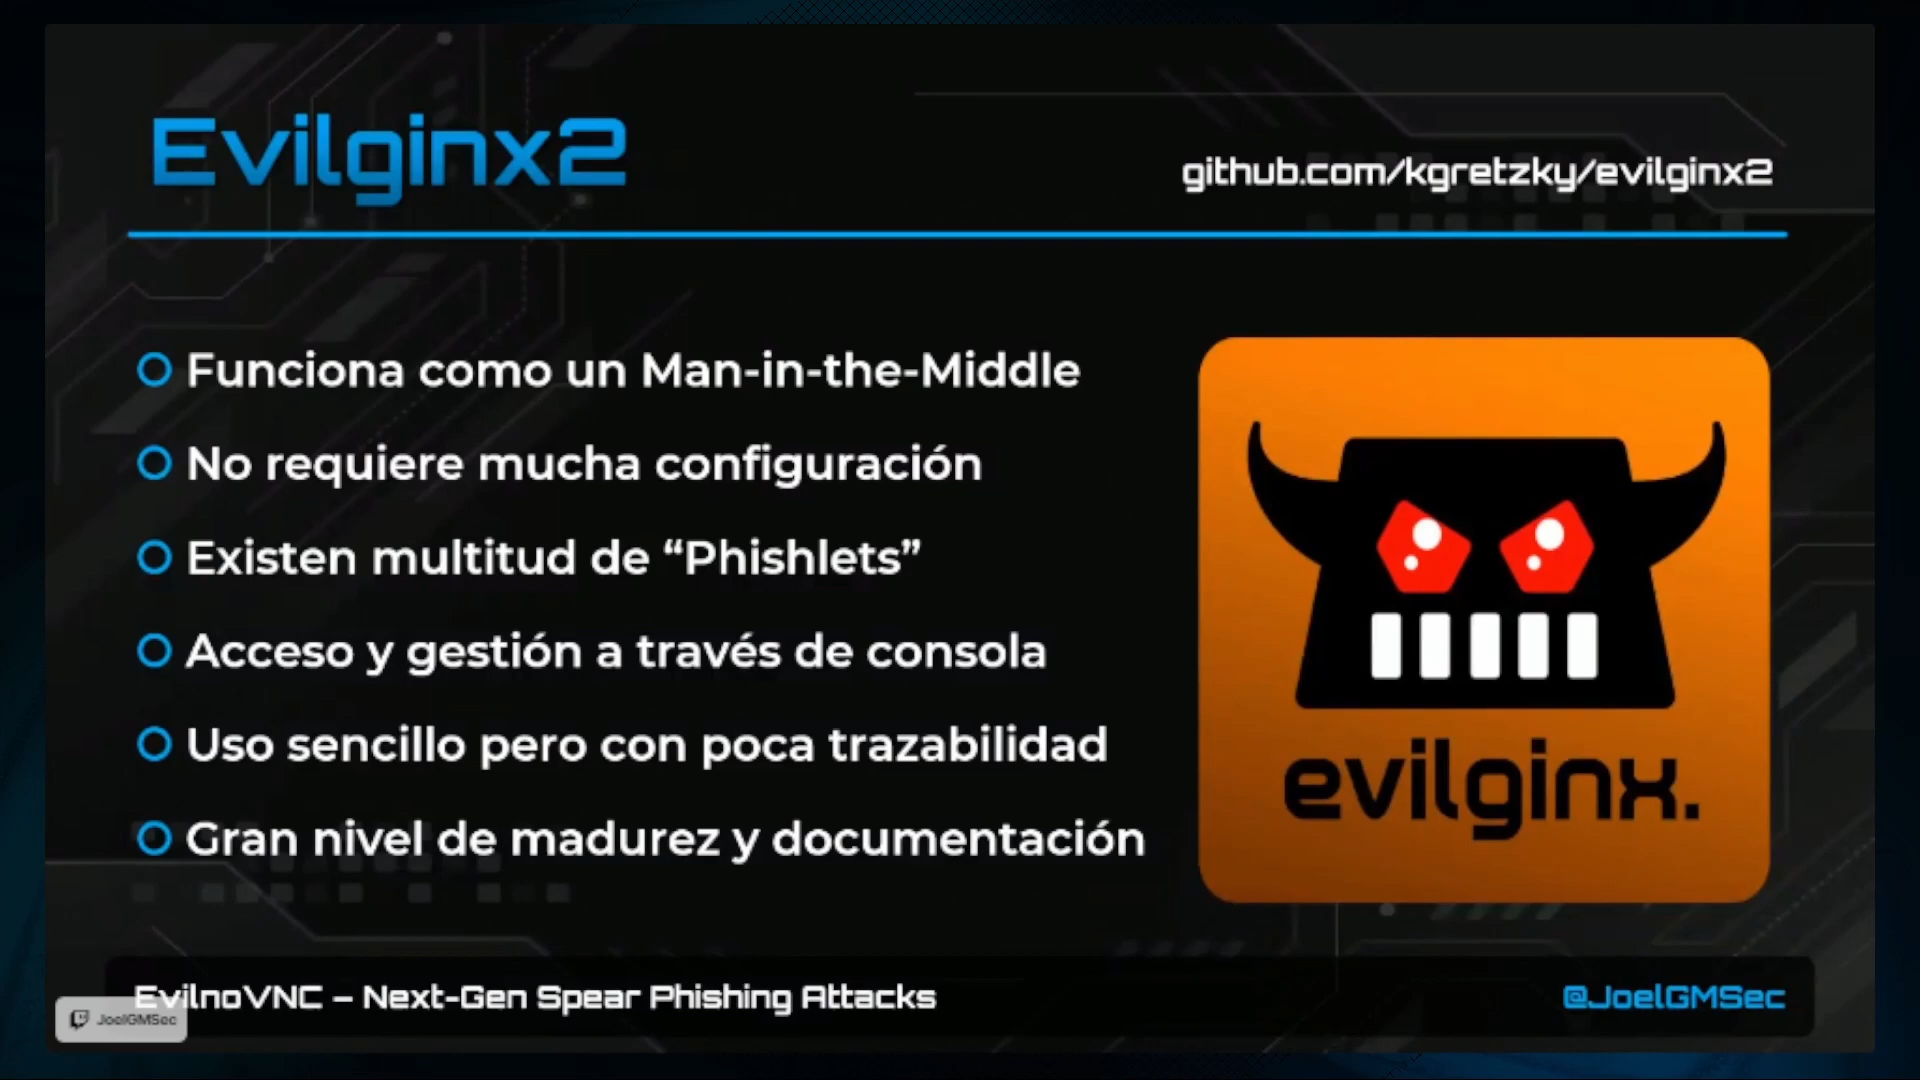 Evilginx2
github.com/kgretzky/evilginx2
Funciona como un Man-in-the-Middle
No requiere mucha configuración
Existen multitud de “Phishlets”
Acceso y gestión a través de consola
Uso sencillo pero con poca trazabilidad
Gran nivel de madurez y documentación
evilginx.
EvilnoVNC – Next-Gen Spear Phishing Attacks
@JoelGMSec
JoelGMSec